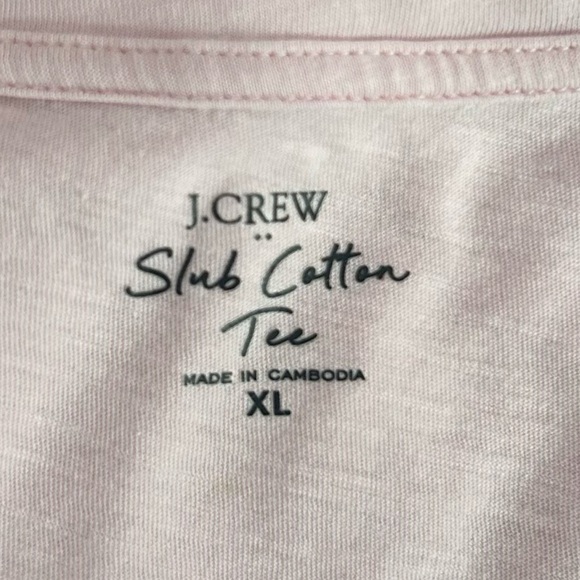 J.CREW
Slub Cotton
Tee
MADE IN CAMBODIA
XL